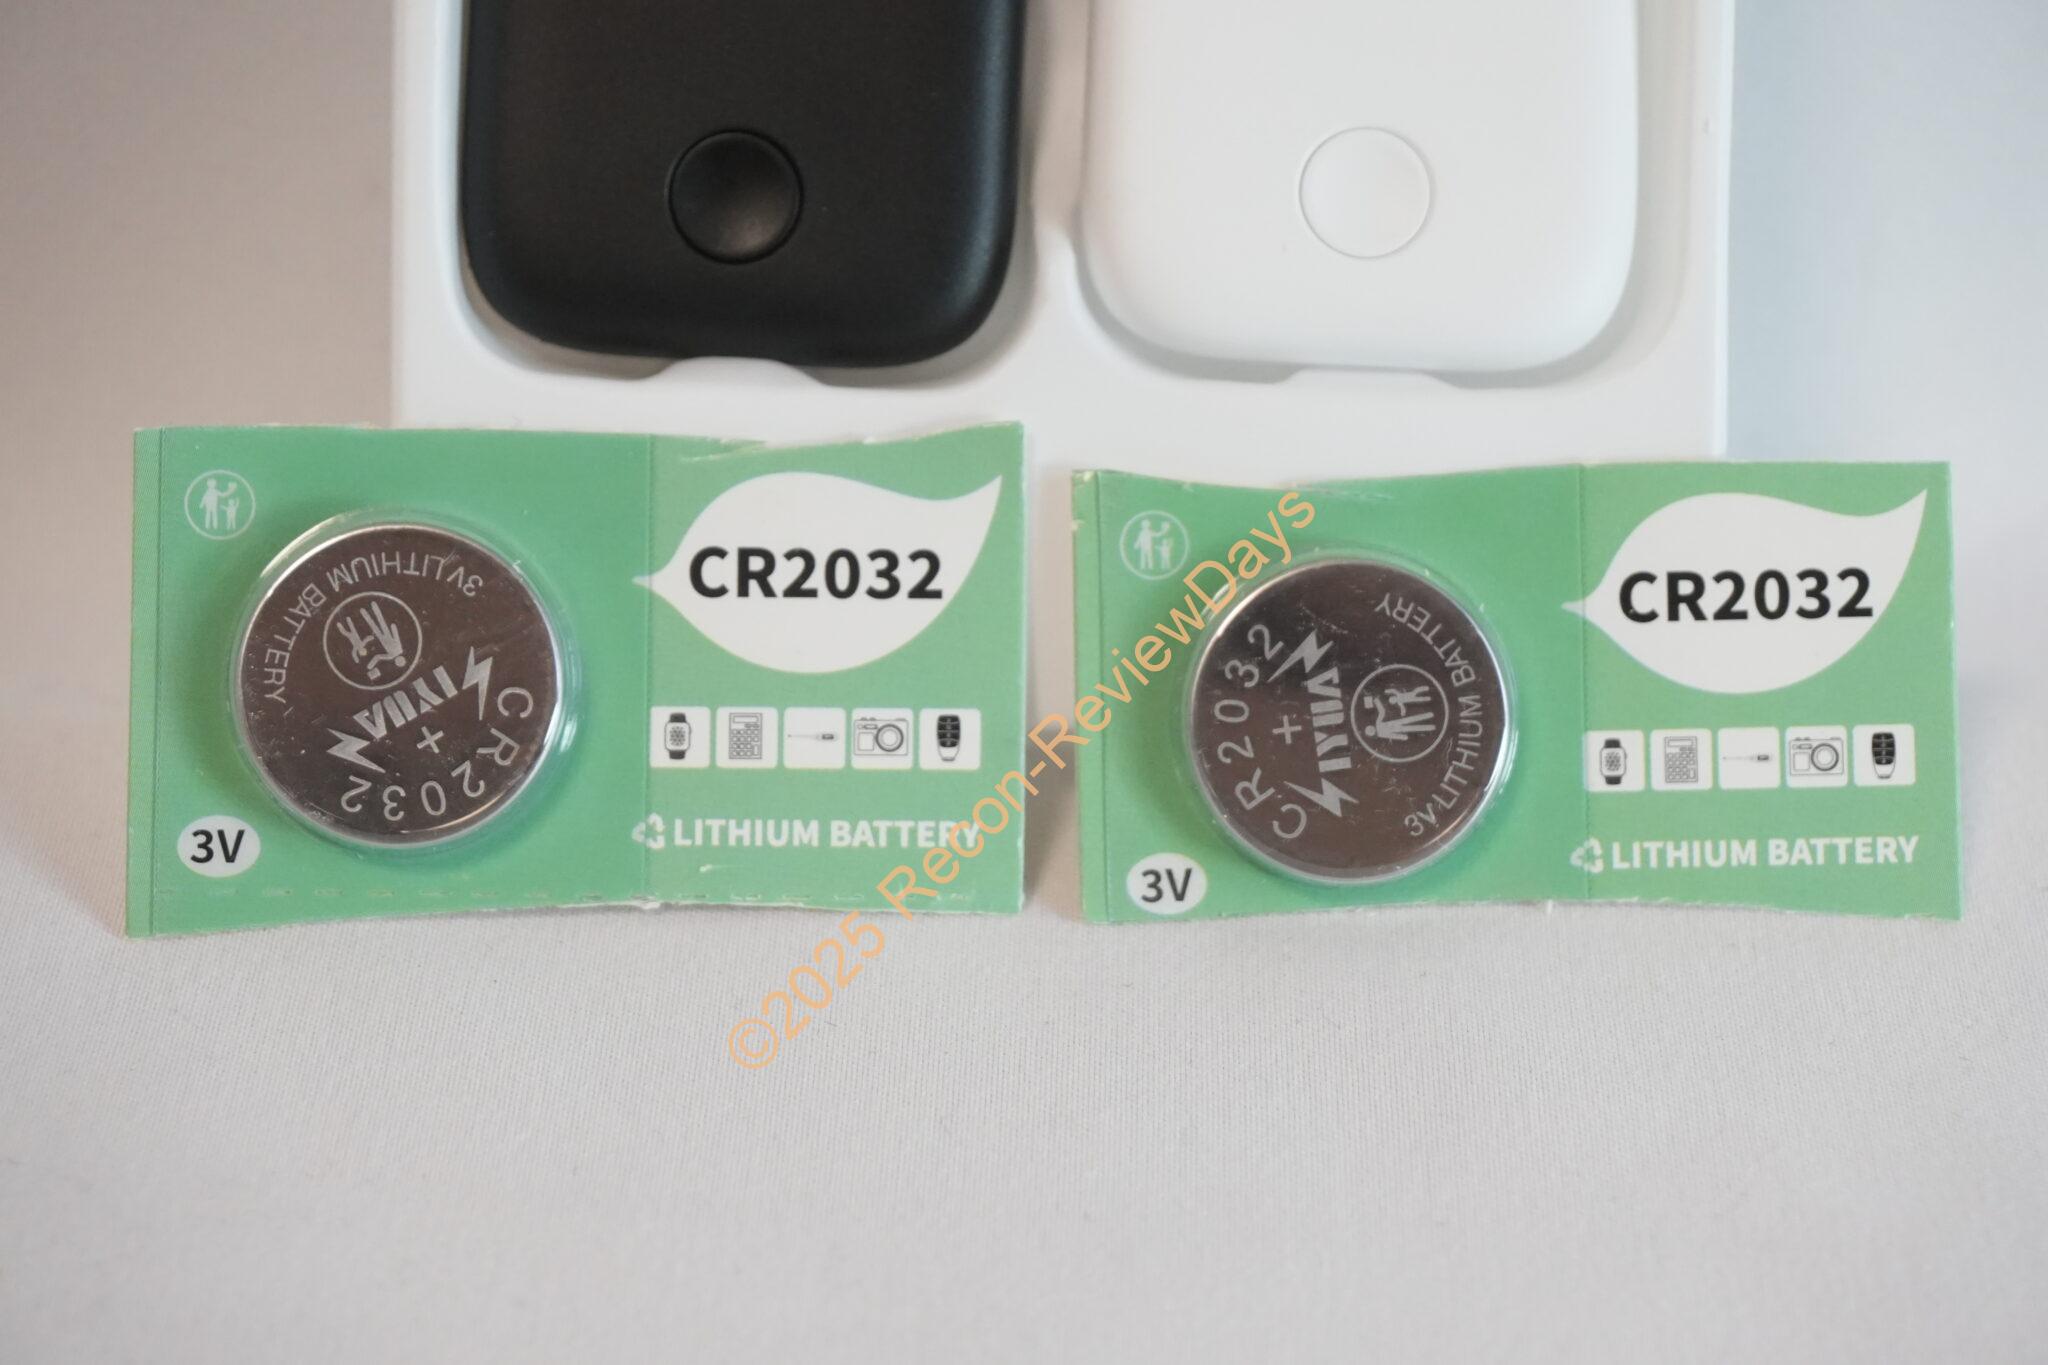 CR2032
3V LITHIUM BATTERY
CR2032
+
3V
LITHIUM BATTERY
CR2032
CR2032
+
3V LITHIUM BATTERY
3V
LITHIUM BATTERY
©2025 Recon-ReviewDays